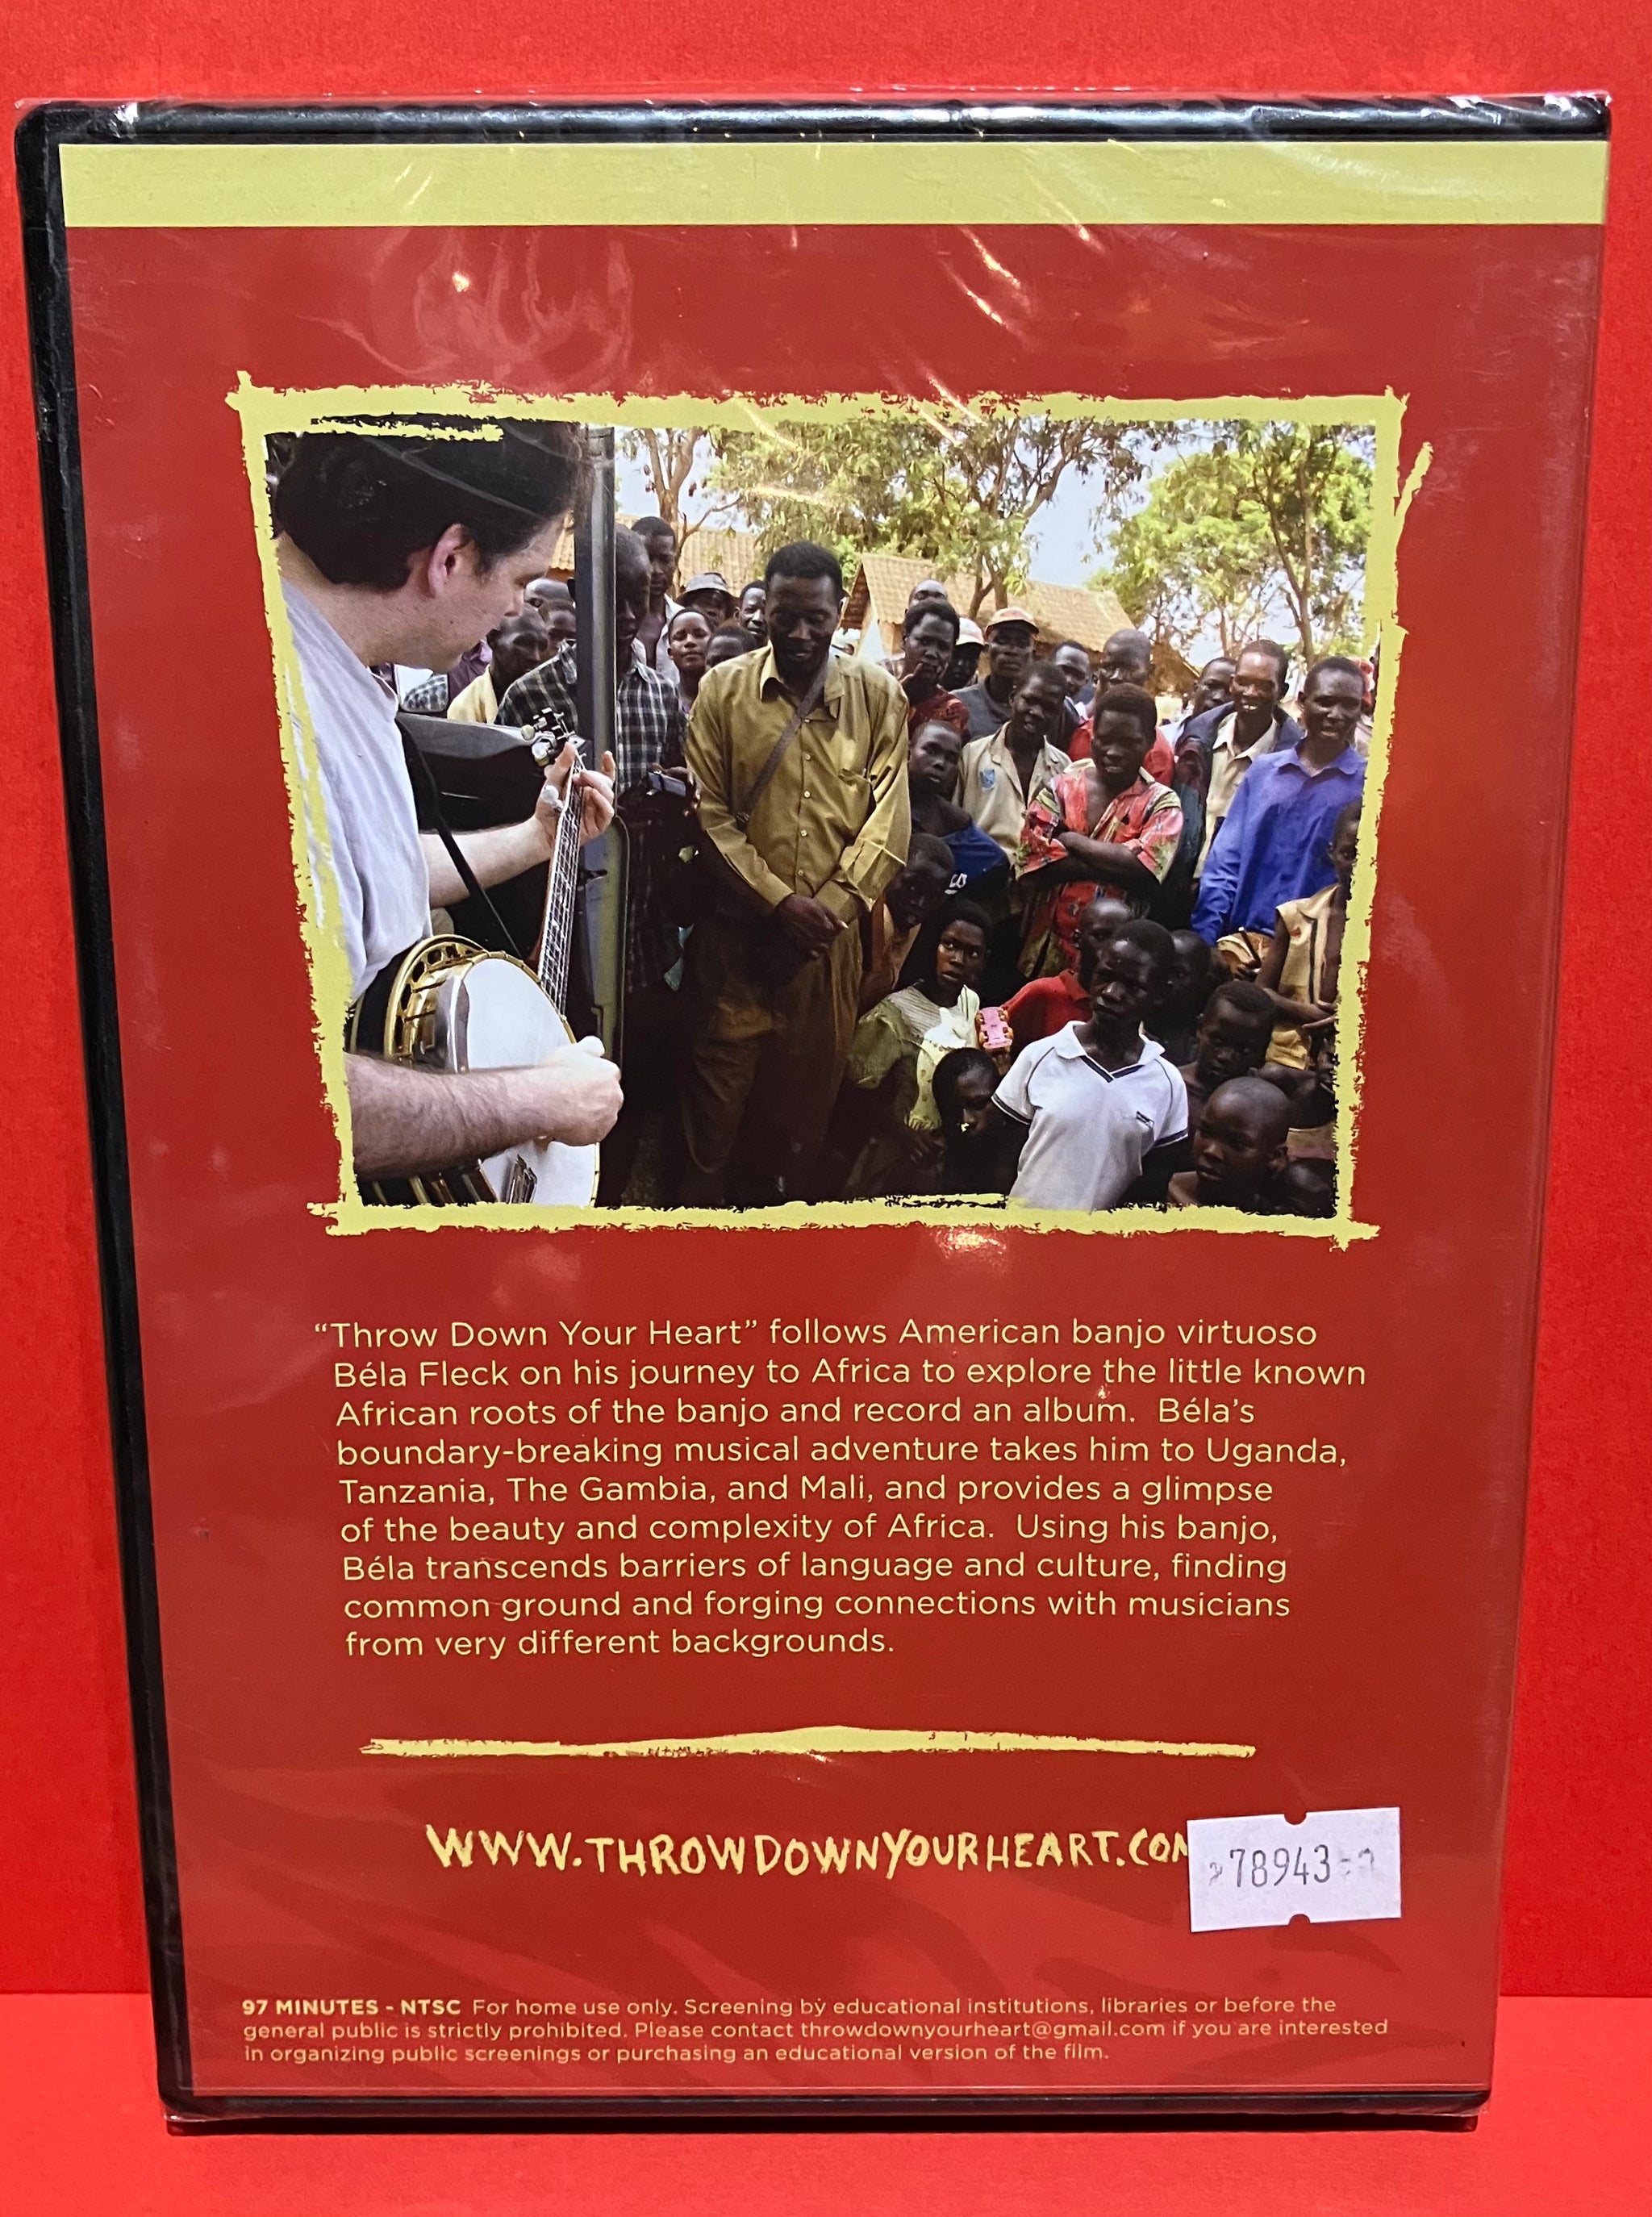 “Throw Down Your Heart” follows American banjo virtuoso
Béla Fleck on his journey to Africa to explore the little known
African roots of the banjo and record an album. Béla’s
boundary-breaking musical adventure takes him to Uganda,
Tanzania, The Gambia, and Mali, and provides a glimpse
of the beauty and complexity of Africa. Using his banjo,
Béla transcends barriers of language and culture, finding
common ground and forging connections with musicians
from very different backgrounds.
WWW.THROWDOWNYOURHEART.COM
78943
97 MINUTES - NTSC For home use only. Screening by educational institutions, libraries or before the
general public is strictly prohibited. Please contact throwdownyourheart@gmail.com if you are interested
in organizing public screenings or purchasing an educational version of the film.